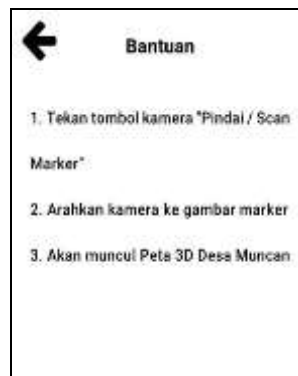 Bantuan
1. Tekan tombol kamera "Pindai / Scan
Marker"
2. Arahkan kamera ke gambar marker
3. Akan muncul Peta 3D Desa Muncan